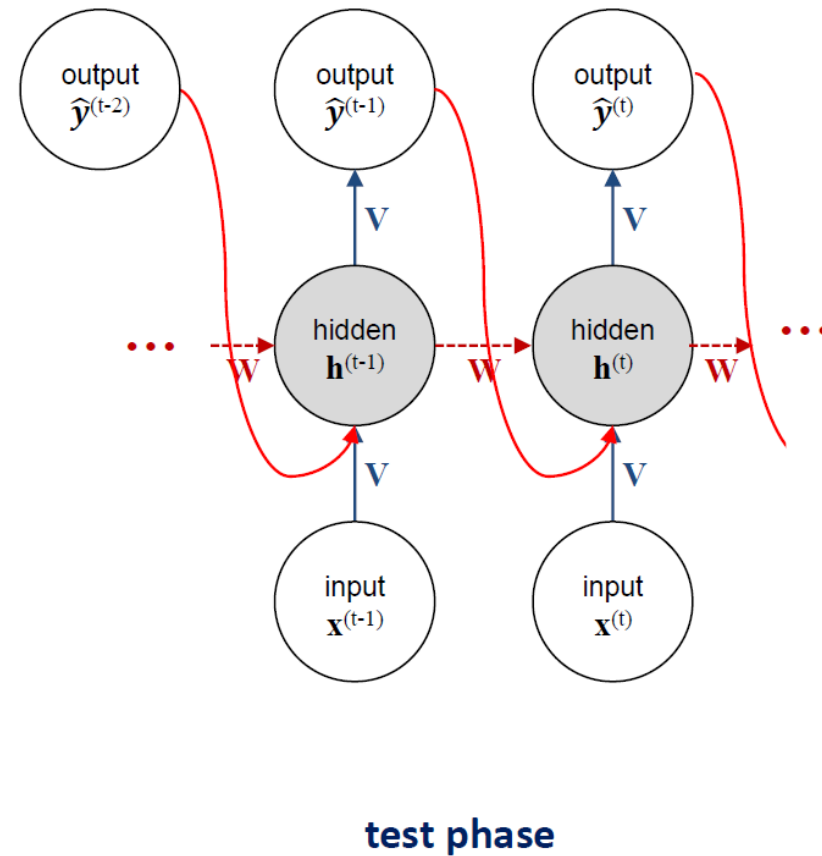 output output output
ŷ(t-2) ŷ(t-1) ŷ(t)
V V
hidden hidden
... h(t-1) h(t) ...
W W W
V V
input input
x(t-1) x(t)
test phase